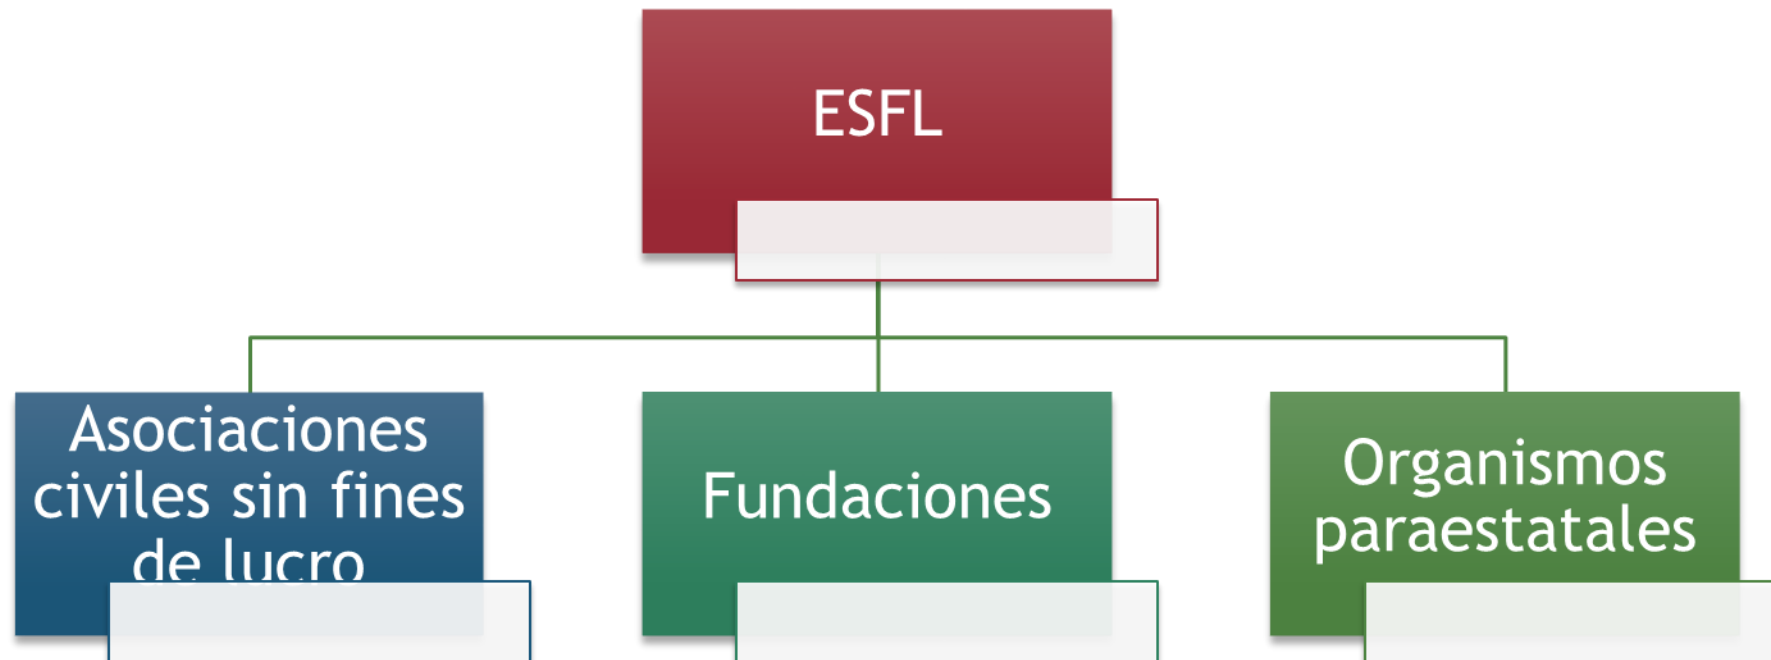 ESFL
Asociaciones
civiles sin fines
de lucro
Fundaciones
Organismos
paraestatales